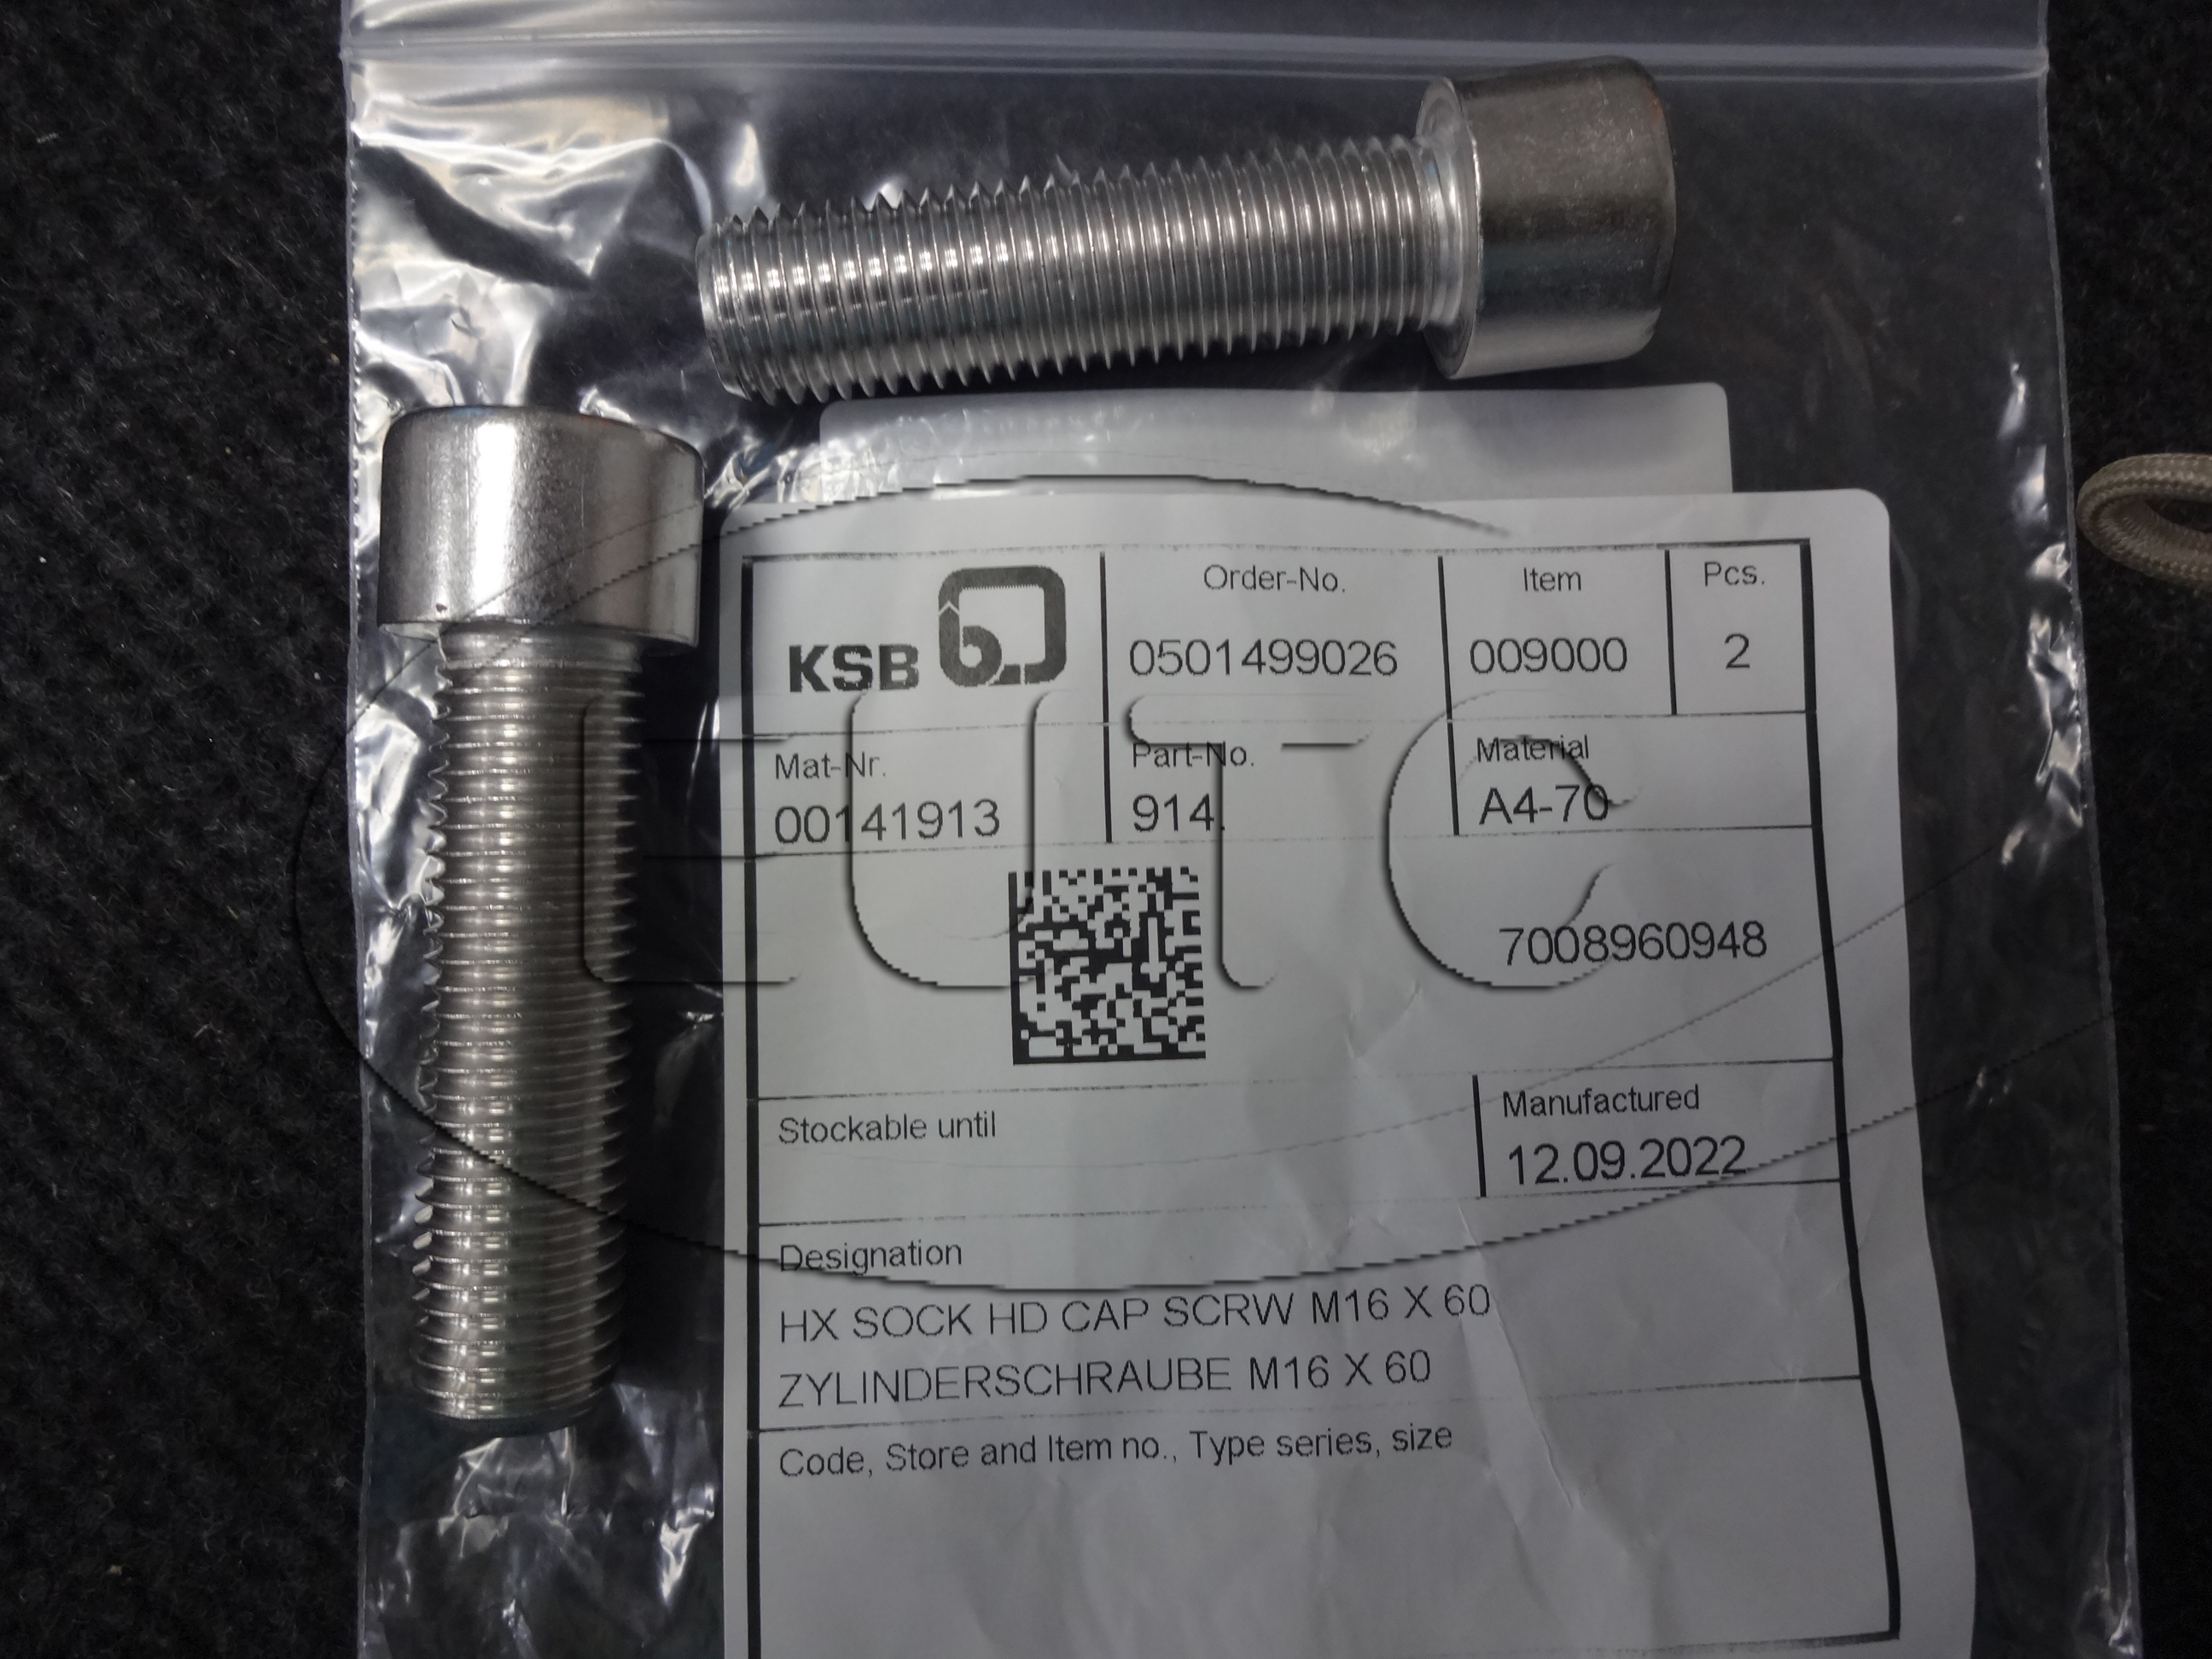 KSB
Order-No.
0501499026
Item
009000
Pcs.
2
Mat-Nr.
00141913
Part-No.
914
Material
A4-70
7008960948
Stockable until
Manufactured
12.09.2022
Designation
HX SOCK HD CAP SCRW M16 X 60
ZYLINDERSCHRAUBE M16 X 60
Code, Store and Item no., Type series, size